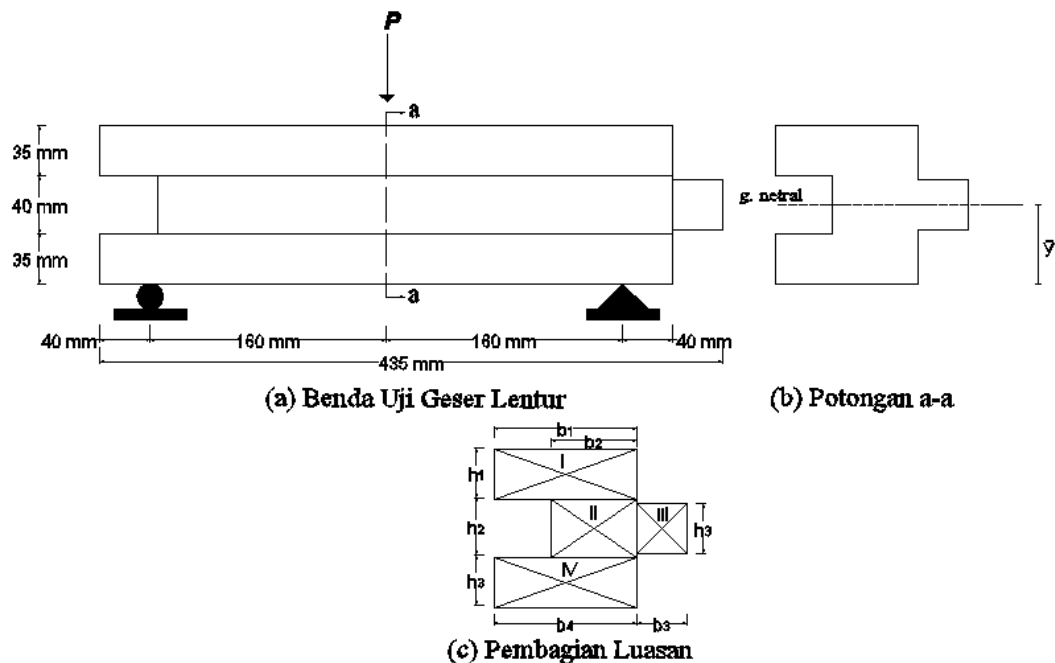 P
a
35 mm
40 mm
35 mm
a
g. netral
ȳ
40 mm
160 mm
160 mm
40 mm
435 mm
(a) Benda Uji Geser Lentur
(b) Potongan a-a
b1
b2
h1
I
h2
II
III
h3
h3
IV
b4
b3
(c) Pembagian Luasan